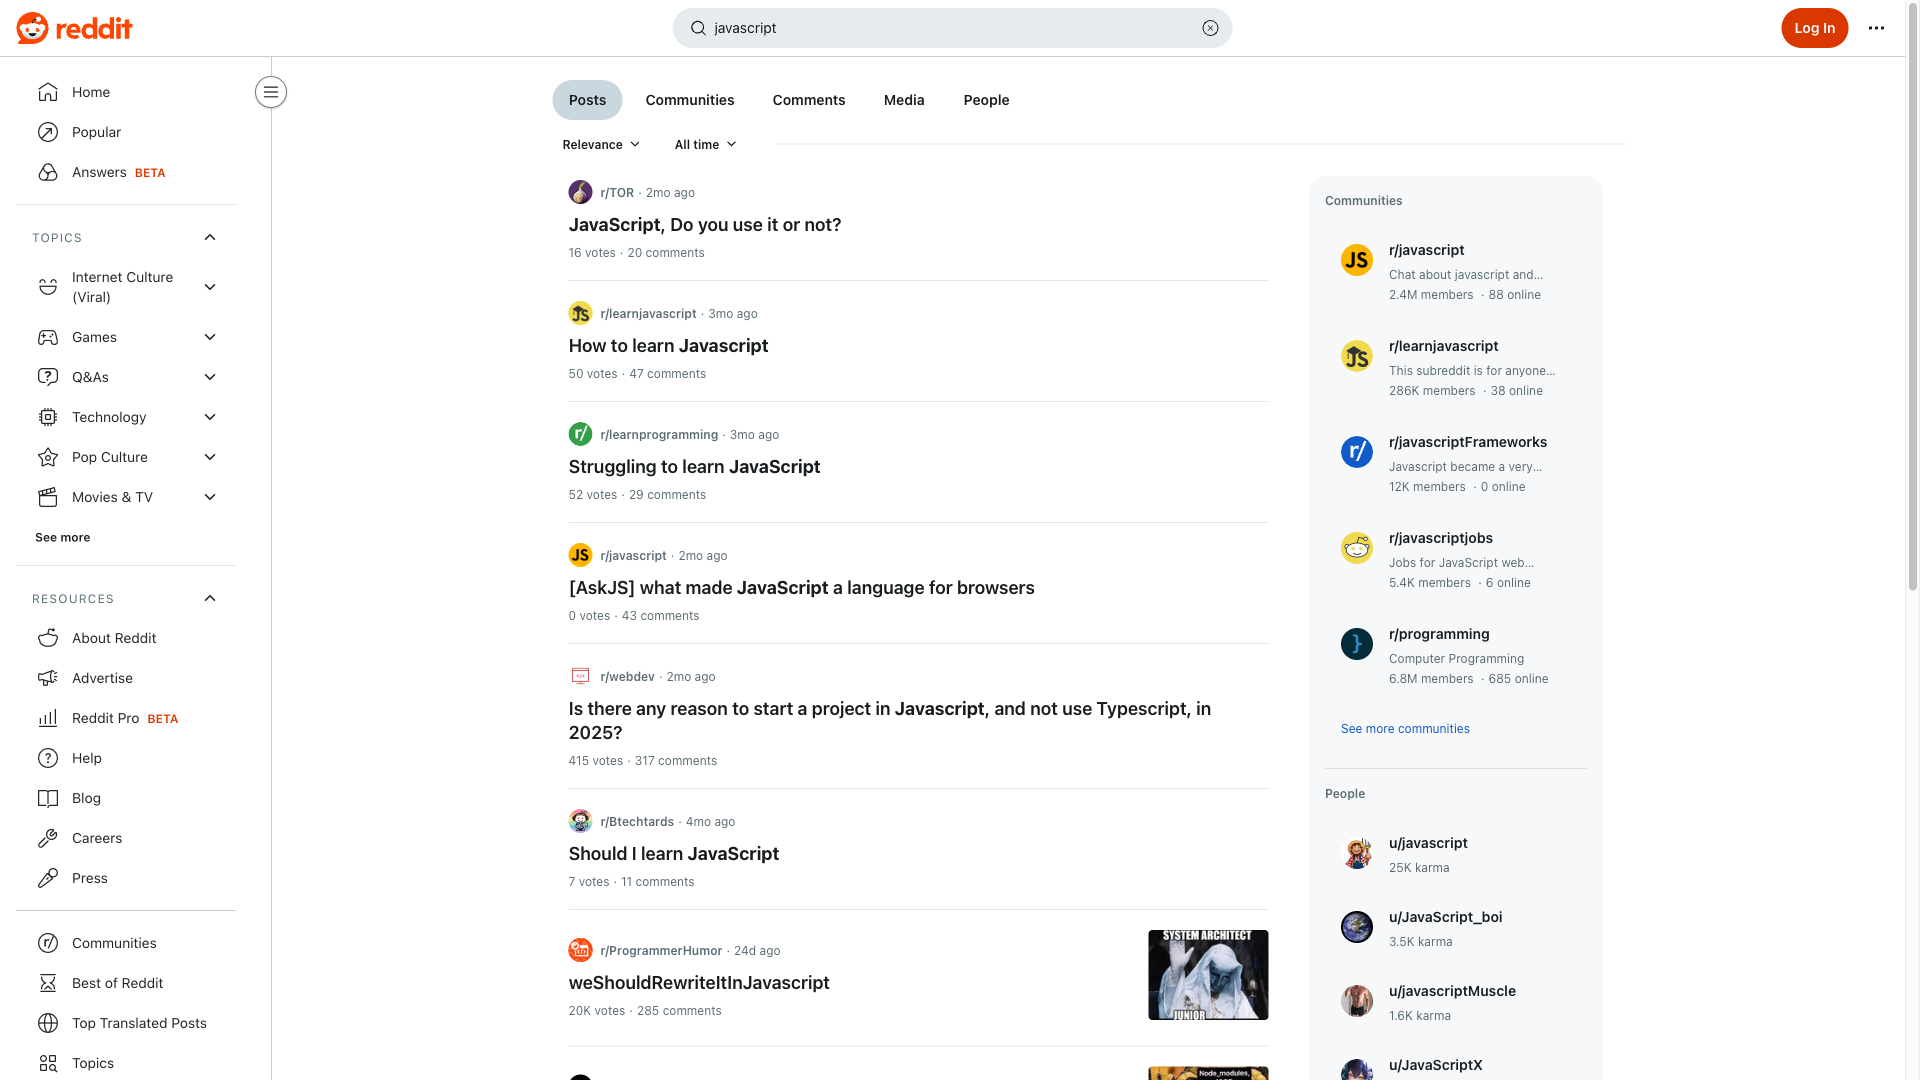 reddit
javascript
Log In
Home
Popular
Answers BETA
TOPICS
Internet Culture
(Viral)
Games
Q&As
Technology
Pop Culture
Movies & TV
See more
RESOURCES
About Reddit
Advertise
Reddit Pro BETA
Help
Blog
Careers
Press
Communities
Best of Reddit
Top Translated Posts
Topics
Posts
Communities
Comments
Media
People
Relevance
All time
r/TOR · 2mo ago
JavaScript, Do you use it or not?
16 votes · 20 comments
JS
r/learnjavascript · 3mo ago
How to learn Javascript
50 votes · 47 comments
r/
r/learnprogramming · 3mo ago
Struggling to learn JavaScript
52 votes · 29 comments
JS
r/javascript · 2mo ago
[AskJS] what made JavaScript a language for browsers
0 votes · 43 comments
r/webdev · 2mo ago
Is there any reason to start a project in Javascript, and not use Typescript, in
2025?
415 votes · 317 comments
r/Btechtards · 4mo ago
Should I learn JavaScript
7 votes · 11 comments
r/ProgrammerHumor · 24d ago
weShouldRewriteItInJavascript
20K votes · 285 comments
SYSTEM ARCHITECT
JUNIOR
Node_modules,
Communities
JS
r/javascript
Chat about javascript and...
2.4M members · 88 online
JS
r/learnjavascript
This subreddit is for anyone...
286K members · 38 online
r/
r/javascriptFrameworks
Javascript became a very...
12K members · 0 online
r/javascriptjobs
Jobs for JavaScript web...
5.4K members · 6 online
}
r/programming
Computer Programming
6.8M members · 685 online
See more communities
People
u/javascript
25K karma
u/JavaScript_boi
3.5K karma
u/javascriptMuscle
1.6K karma
u/JavaScriptX